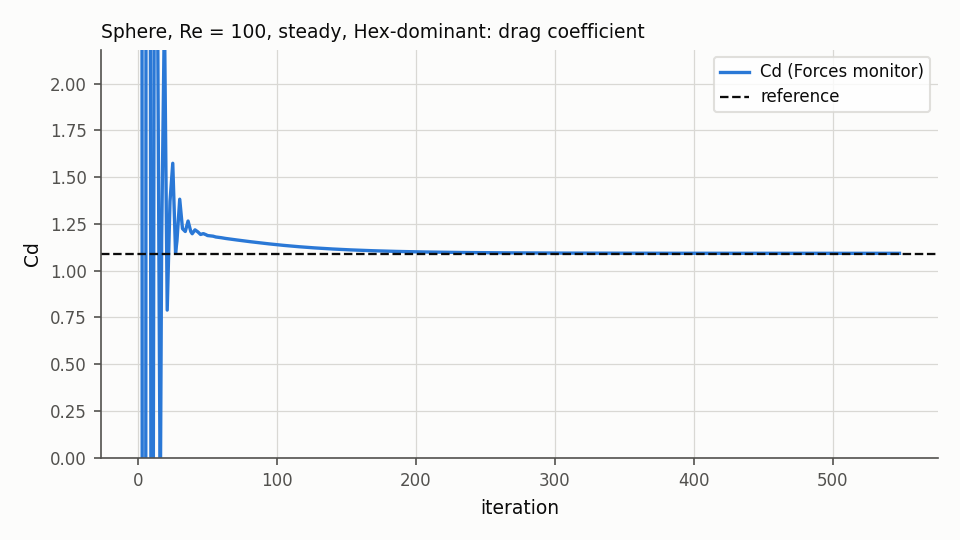 Sphere, Re = 100, steady, Hex-dominant: drag coefficient
Cd (Forces monitor)
reference
2.00
1.75
1.50
1.25
1.00
0.75
0.50
0.25
0.00
Cd
0 100 200 300 400 500
iteration